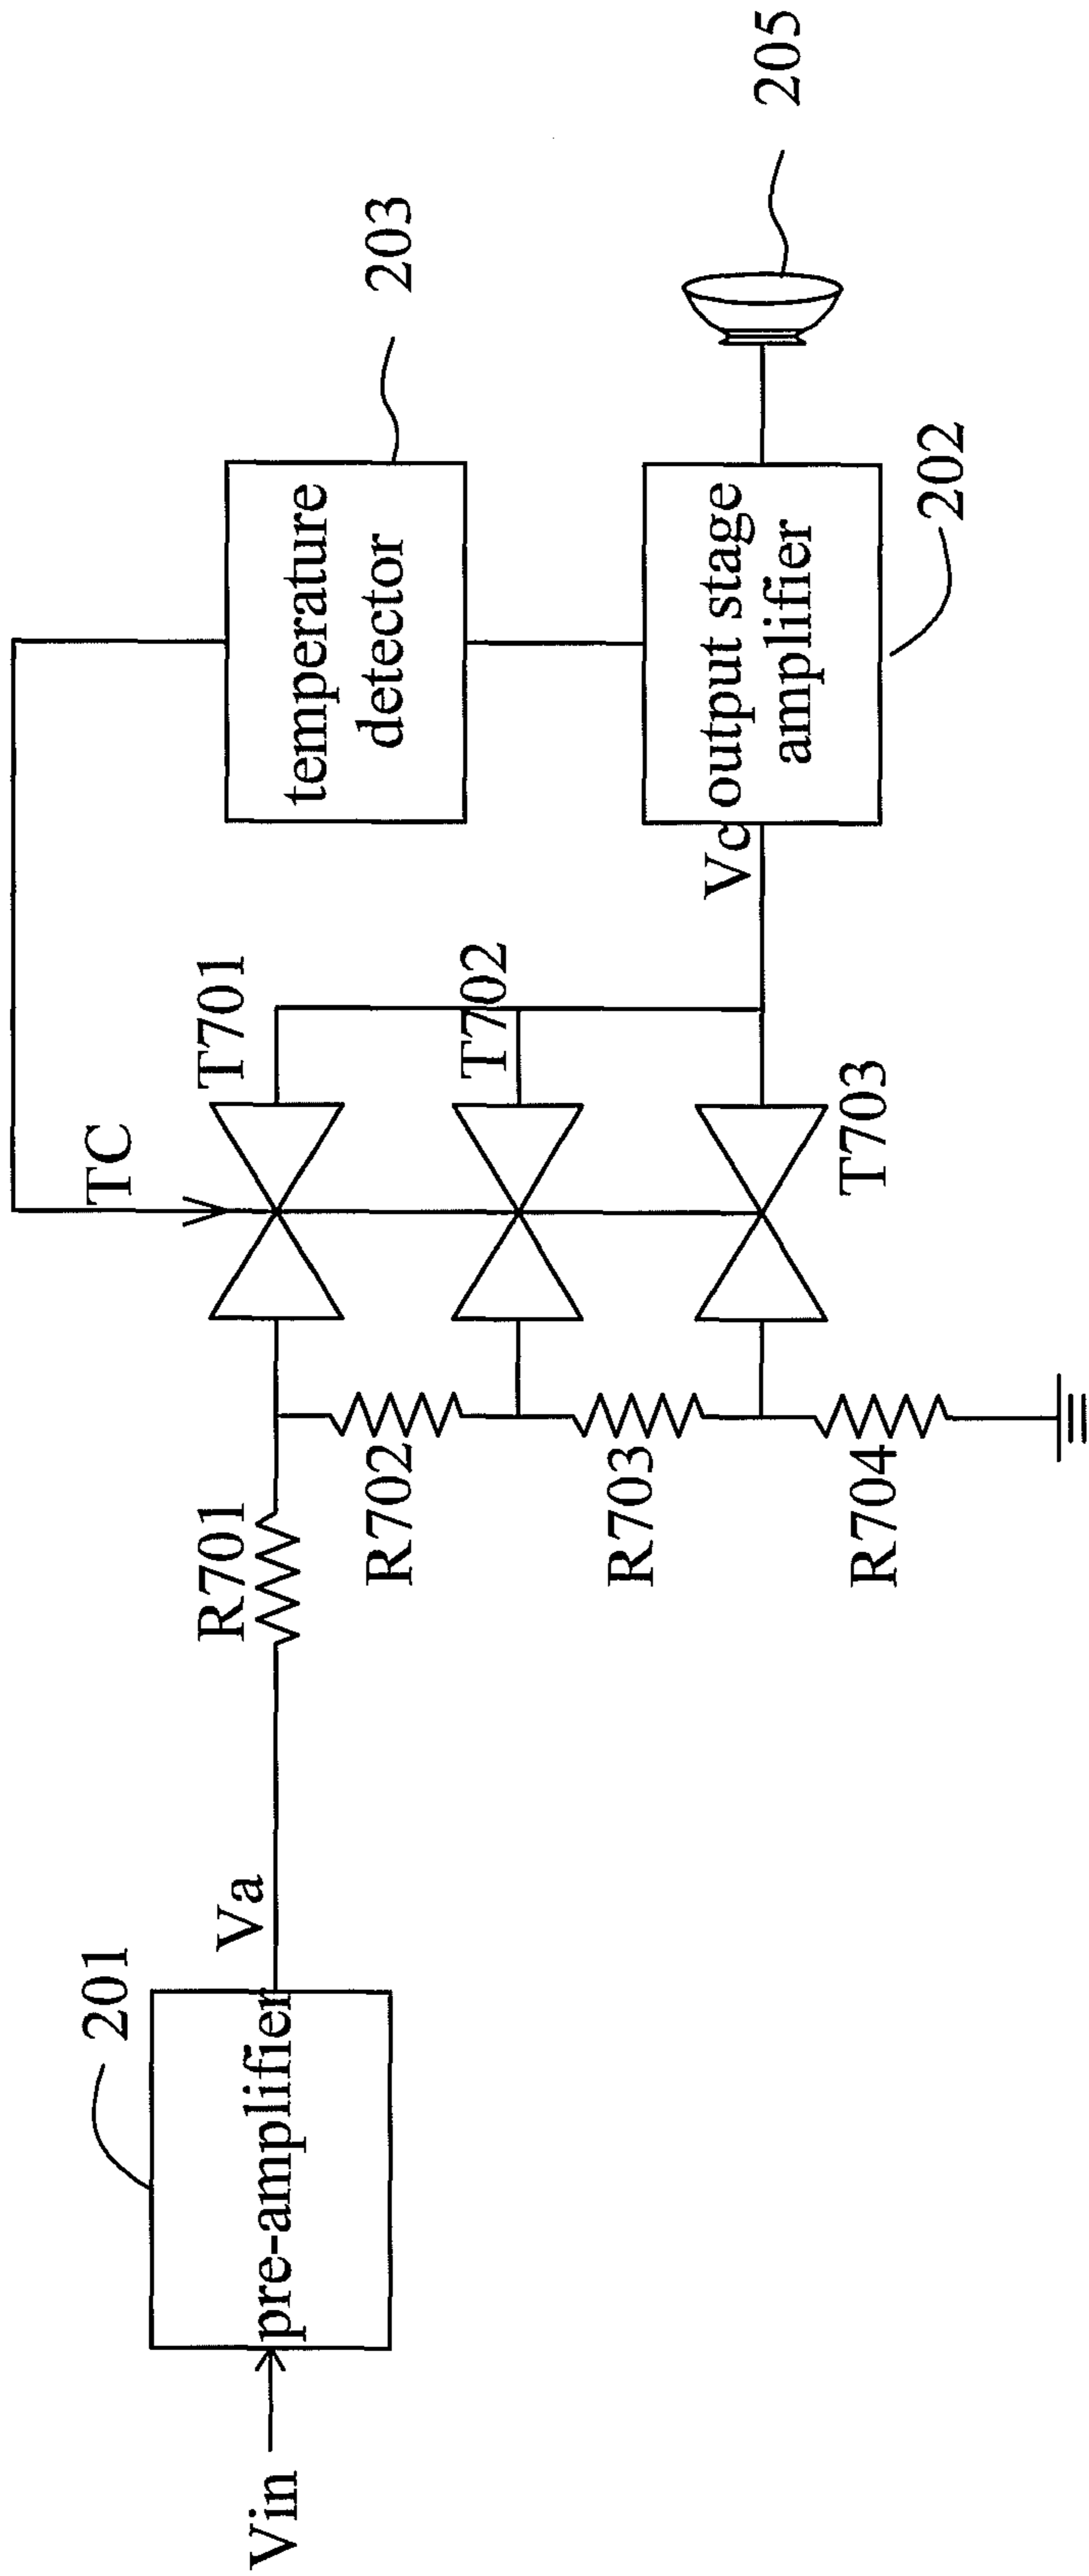 Vin
201
pre-amplifier
Va
R701
R702
R703
R704
TC
T701
T702
T703
Vc
temperature
detector
203
output stage
amplifier
202
205